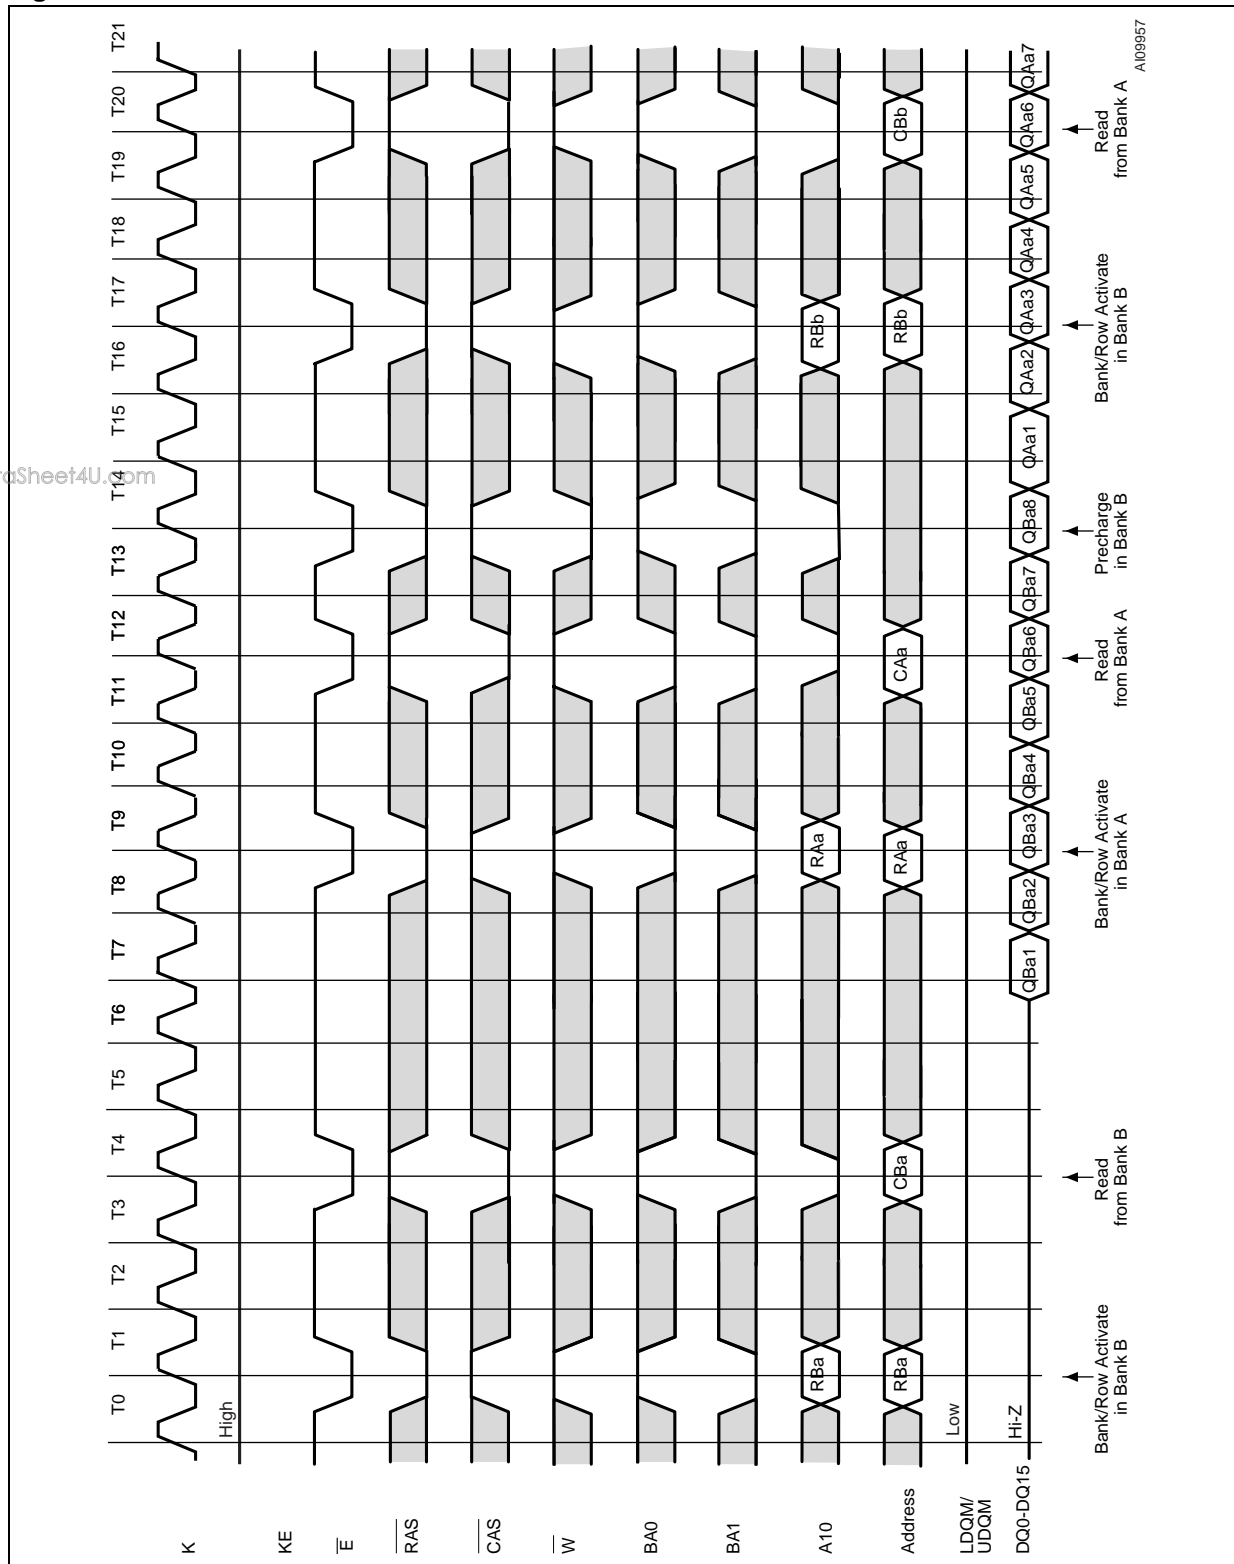 T0 T1 T2 T3 T4 T5 T6 T7 T8 T9 T10 T11 T12 T13 T14 T15 T16 T17 T18 T19 T20 T21
K
High
KE
E
RAS
CAS
W
BA0
BA1
A10
RBa RAa RBb
Address
RBa CBa RAa CAa RBb CBb
LDQM/
UDQM
Low
DQ0-DQ15
Hi-Z
QBa1 QBa2 QBa3 QBa4 QBa5 QBa6 QBa7 QBa8 QAa1 QAa2 QAa3 QAa4 QAa5 QAa6 QAa7
Bank/Row Activate
in Bank B
Read
from Bank B
Bank/Row Activate
in Bank A
Read
from Bank A
Precharge
in Bank B
Bank/Row Activate
in Bank B
Read
from Bank A
AI09957
aSheet4U.com